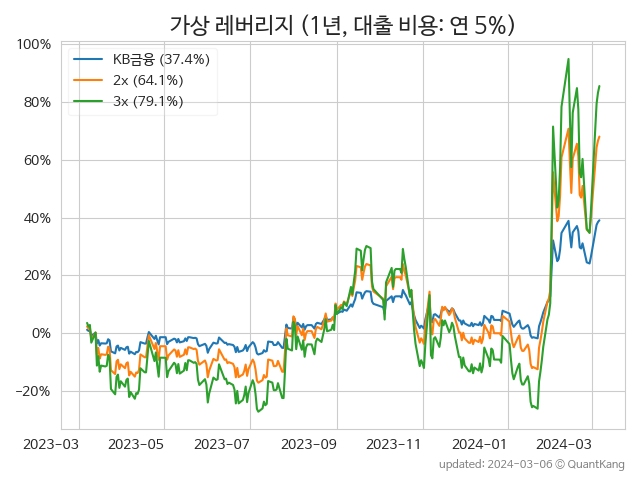 가상 레버리지 (1년, 대출 비용: 연 5%)
100%
80%
60%
40%
20%
0%
−20%
KB금융 (37.4%)
2x (64.1%)
3x (79.1%)
2023-03 2023-05 2023-07 2023-09 2023-11 2024-01 2024-03
updated: 2024-03-06 © QuantKang